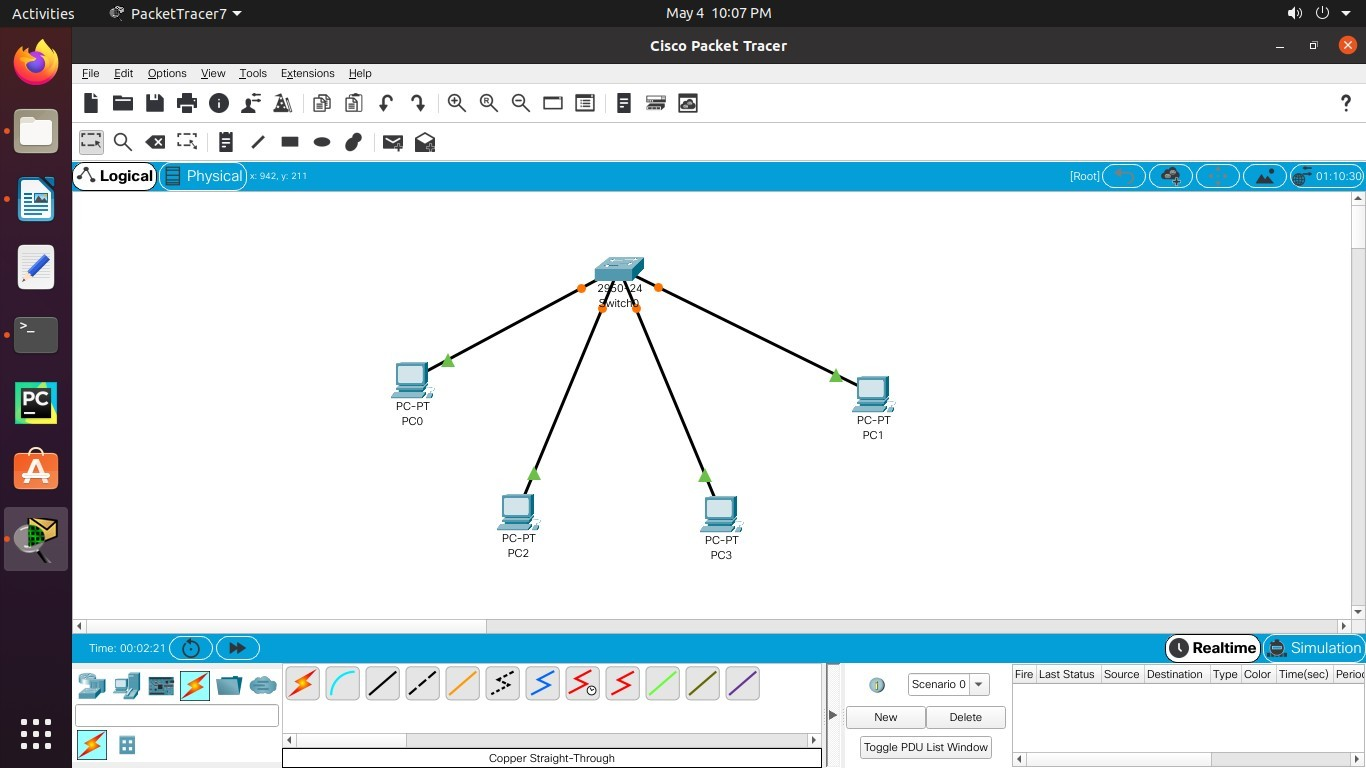 Activities PacketTracer7 May 4 10:07 PM
Cisco Packet Tracer
File Edit Options View Tools Extensions Help
?
Logical Physical x: 942, y: 211 [Root] 01:10:30
2950-24
Switch0
PC-PT
PC0
PC-PT
PC1
PC-PT
PC2
PC-PT
PC3
Time: 00:02:21 Realtime Simulation
Scenario 0
Fire Last Status Source Destination Type Color Time(sec) Period
New Delete
Toggle PDU List Window
Copper Straight-Through
>_
PC